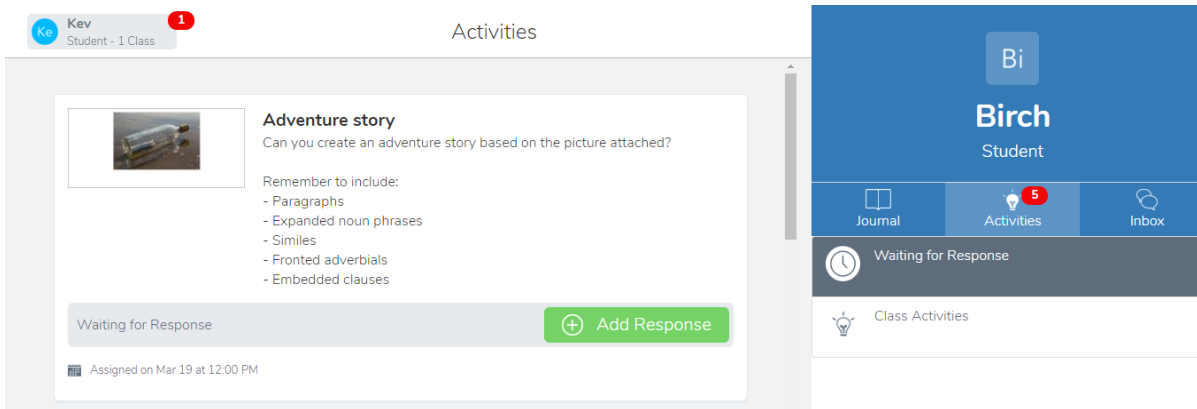 Ke
Kev
1
Student - 1 Class
Activities
Adventure story
Can you create an adventure story based on the picture attached?
Remember to include:
- Paragraphs
- Expanded noun phrases
- Similes
- Fronted adverbials
- Embedded clauses
Waiting for Response
Add Response
Assigned on Mar 19 at 12:00 PM
Bi
Birch
Student
5
Journal
Activities
Inbox
Waiting for Response
Class Activities